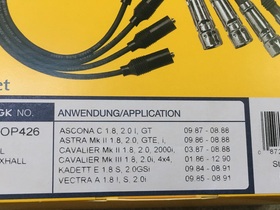 et
GK NO.
ANWENDUNG/APPLICATION
OP426
ASCONA C 1.8, 2.0 I, GT 09.87 - 08.88
ASTRA Mk II 1.8, 2.0, GTE, i, 09.86 - 08.91
L
CAVALIER Mk II 1.8, 2.0, 2000i, 03.87 - 08.88
XHALL
CAVALIER Mk III 1.8, 2.0i, 4x4, 01.86 - 12.90
KADETT E 1.8 S, 2.0GSi 09.84 - 08.91
VECTRA A 1.8 I, S, 2.0i 09.85 - 08.91